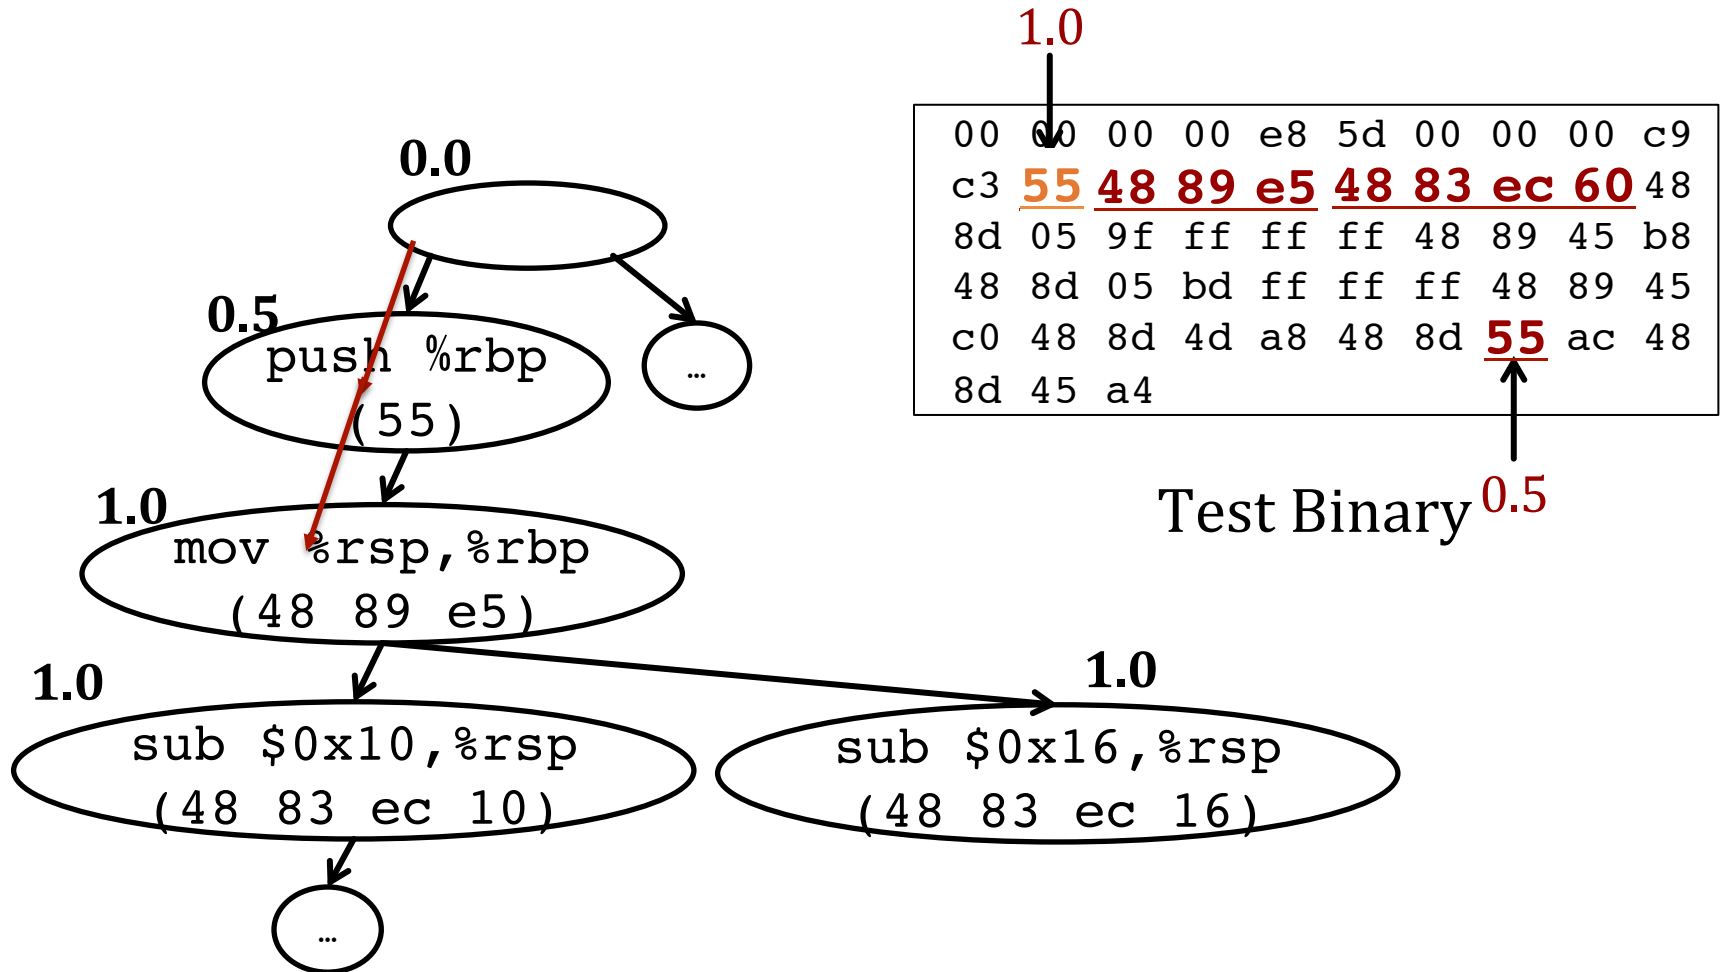 0.0
0.5
push %rbp
(55)
…
1.0
mov %rsp,%rbp
(48 89 e5)
1.0
sub $0x10,%rsp
(48 83 ec 10)
1.0
sub $0x16,%rsp
(48 83 ec 16)
…
1.0
00 00 00 00 e8 5d 00 00 00 c9
c3 55 48 89 e5 48 83 ec 60 48
8d 05 9f ff ff ff 48 89 45 b8
48 8d 05 bd ff ff ff 48 89 45
c0 48 8d 4d a8 48 8d 55 ac 48
8d 45 a4
Test Binary 0.5